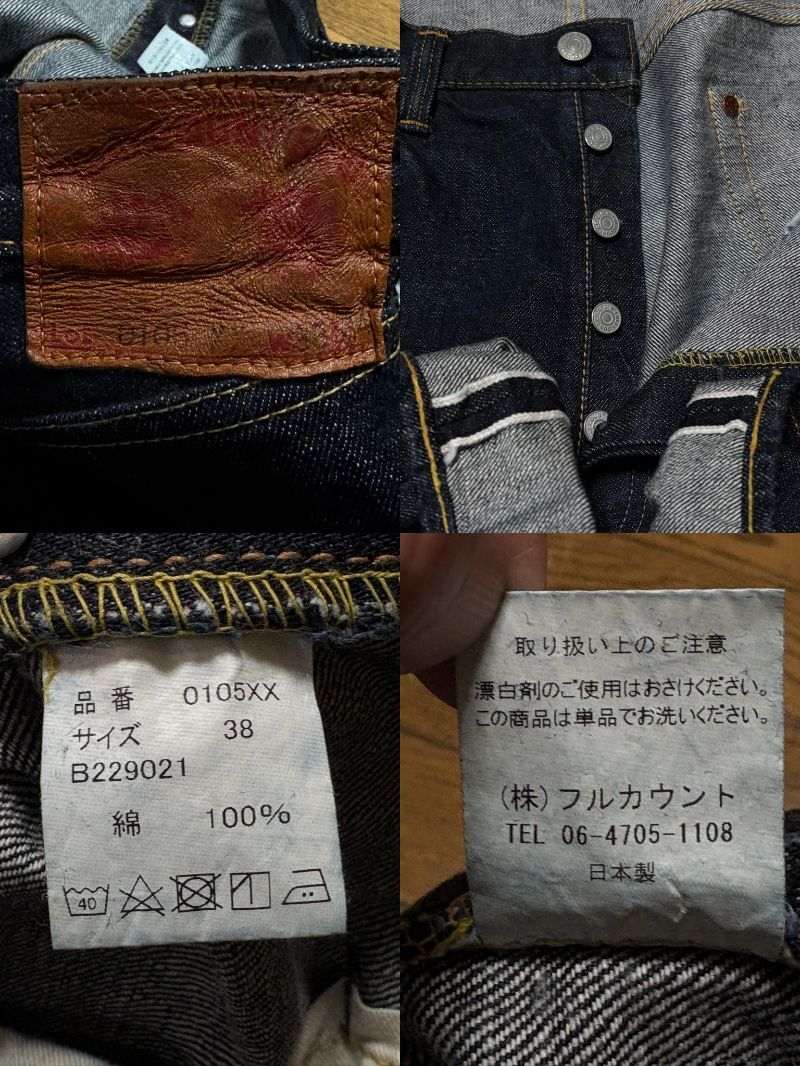 Lot 0105
品番 0105XX
サイズ 38
B229021
綿 100%
40
取り扱い上のご注意
漂白剤のご使用はおさけください。
この商品は単品でお洗いください。
(株)フルカウント
TEL 06-4705-1108
日本製